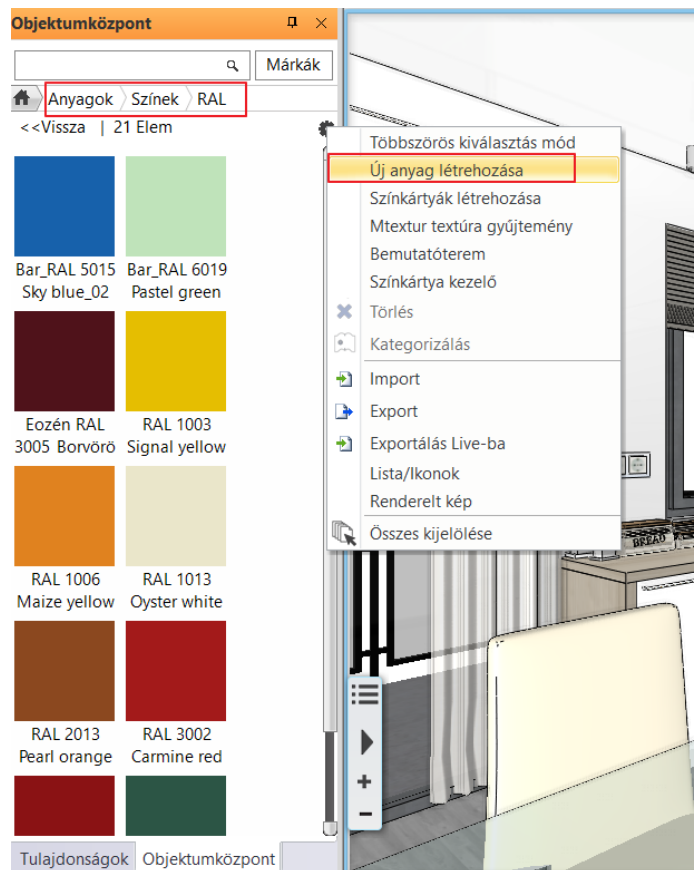 Objektumközpont
Márkák
Anyagok Színek RAL
<<Vissza | 21 Elem
Többszörös kiválasztás mód
Új anyag létrehozása
Színkártyák létrehozása
Mtextur textúra gyűjtemény
Bemutatóterem
Színkártya kezelő
Törlés
Kategorizálás
Import
Export
Exportálás Live-ba
Lista/Ikonok
Renderelt kép
Összes kijelölése
Bar_RAL 5015 Bar_RAL 6019
Sky blue_02 Pastel green
Eozén RAL RAL 1003
3005 Borvörö Signal yellow
RAL 1006 RAL 1013
Maize yellow Oyster white
RAL 2013 RAL 3002
Pearl orange Carmine red
BREAD
Tulajdonságok Objektumközpont